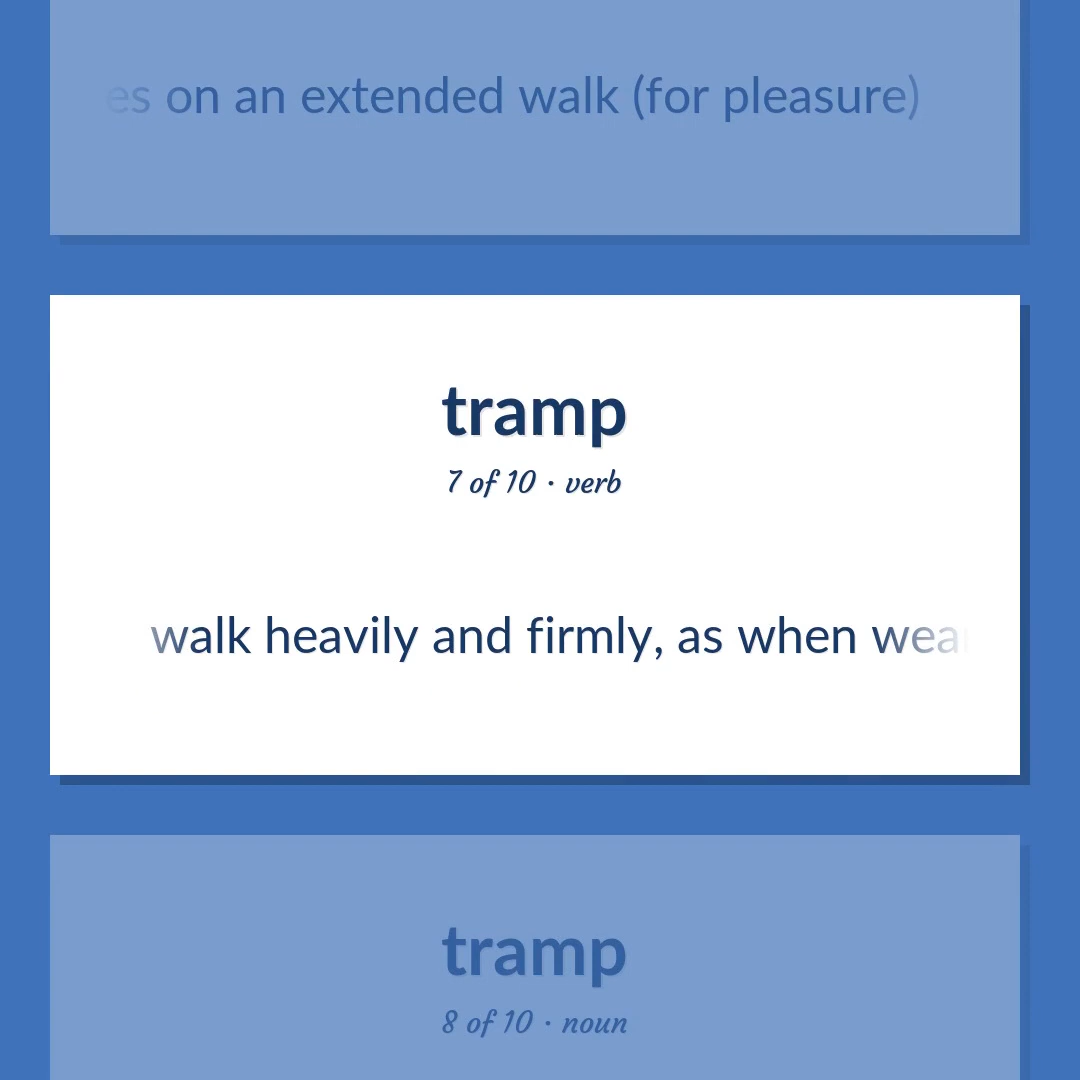 on an extended walk (for pleasure)
tramp
7 of 10 · verb
walk heavily and firmly, as when
tramp
8 of 10 · noun